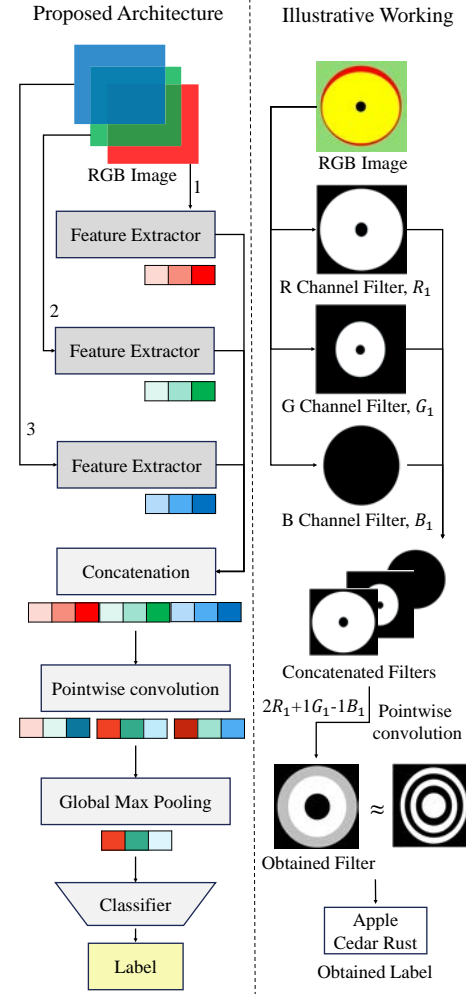 Proposed Architecture
RGB Image
1
Feature Extractor
2
Feature Extractor
3
Feature Extractor
Concatenation
Pointwise convolution
Global Max Pooling
Classifier
Label
Illustrative Working
RGB Image
R Channel Filter, R₁
G Channel Filter, G₁
B Channel Filter, B₁
Concatenated Filters
2R₁+1G₁-1B₁
Pointwise
convolution
≈
Obtained Filter
Apple
Cedar Rust
Obtained Label